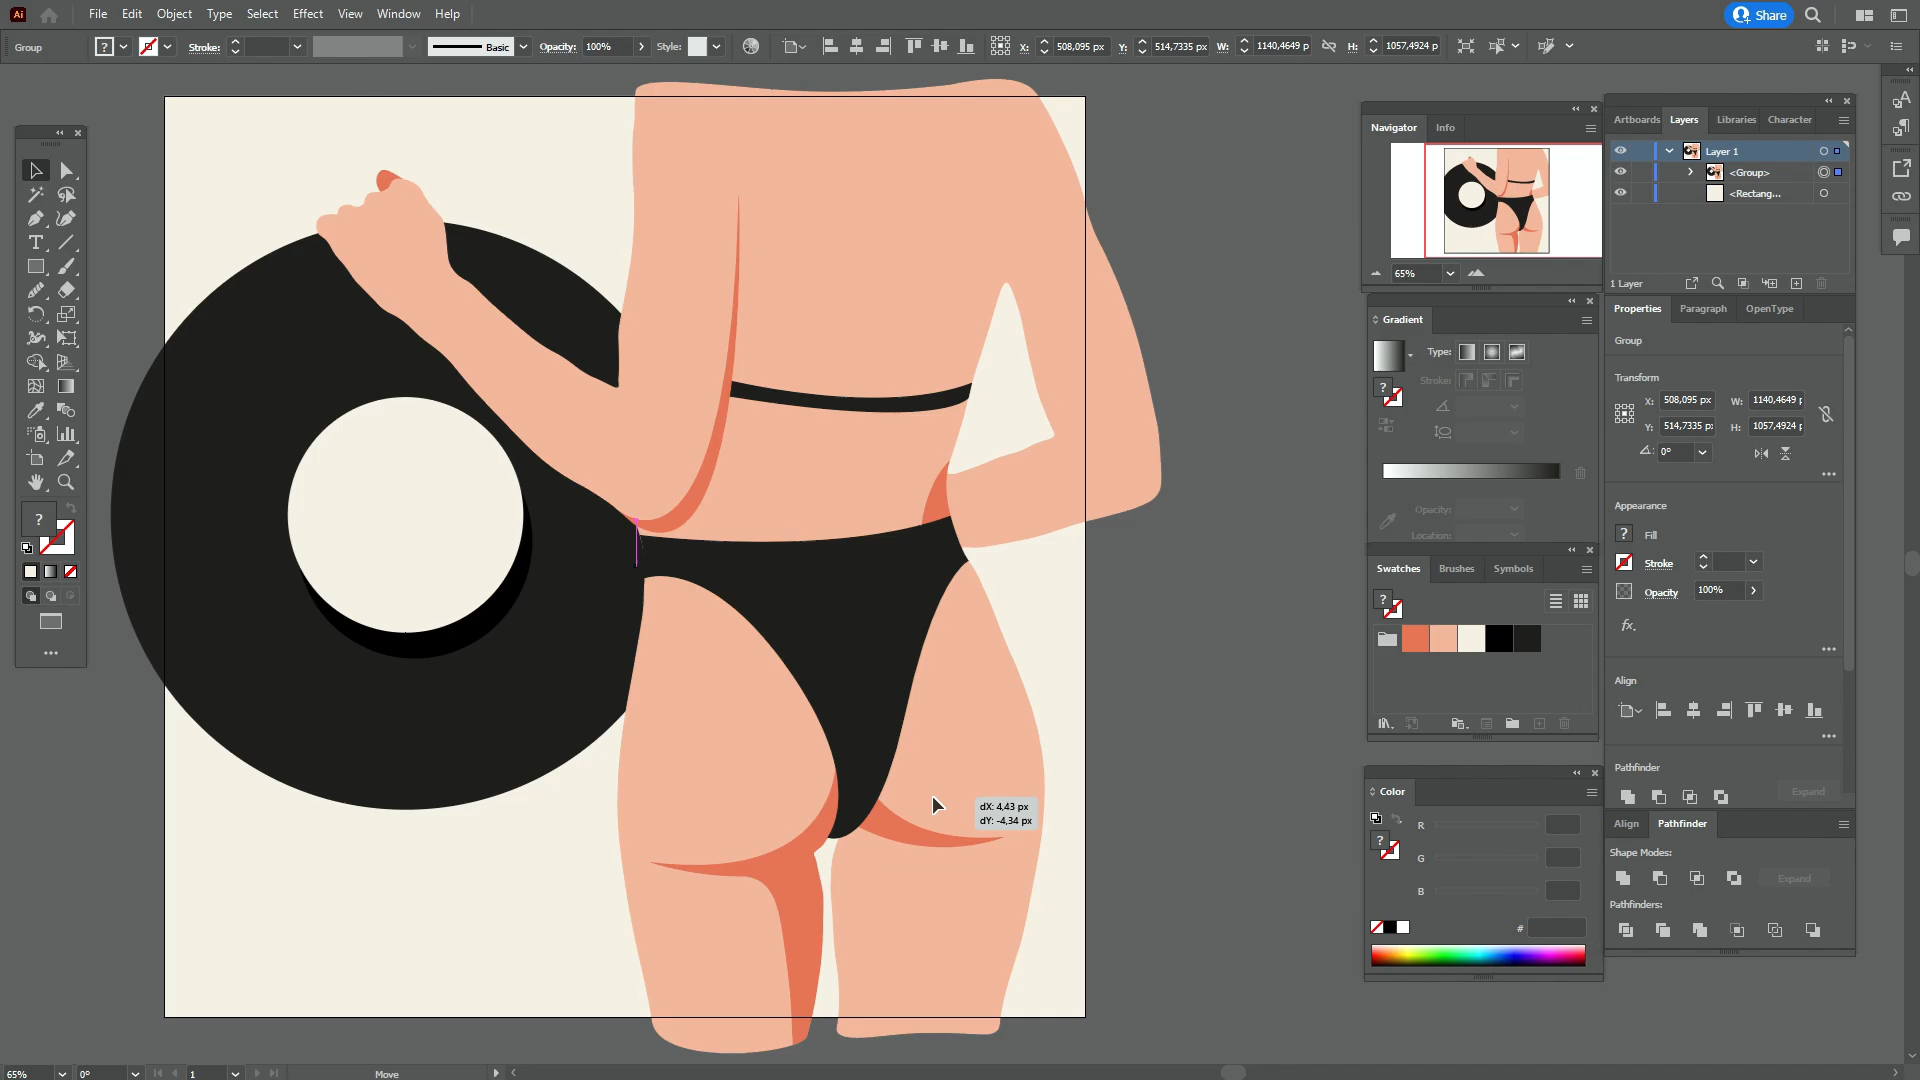 Ai File Edit Object Type Select Effect View Window Help Share
Group ? Stroke: Basic Opacity: 100% Style: X: 508,095 px Y: 514,7335 px W: 1140,4649 p H: 1057,4924 p
Navigator Info
65%
Artboards Layers Libraries Character
Layer 1
<Group>
<Rectang...
1 Layer
Gradient
Type:
?
Stroke:
Opacity:
Location:
Properties Paragraph OpenType
Group
Transform
X: 508,095 px W: 1140,4649 p
Y: 514,7335 px H: 1057,4924 p
0°
Appearance
? Fill
Stroke
Opacity 100%
fx.
Align
Pathfinder
Expand
Swatches Brushes Symbols
?
Color
R
?
G
B
#
Align Pathfinder
Shape Modes:
Expand
Pathfinders:
T
?
dX: 4,43 px
dY: -4,34 px
65% 0° 1 Move